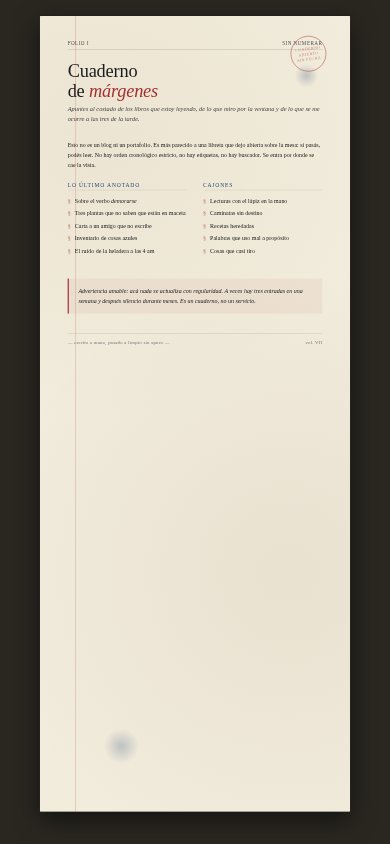 FOLIO I
SIN NUMERAR
CUADERNO
ABIERTO
SIN FECHA
Cuaderno
de márgenes
Apuntes al costado de los libros que estoy leyendo, de lo que miro por la ventana y de lo que se me
ocurre a las tres de la tarde.
Esto no es un blog ni un portafolio. Es más parecido a una libreta que dejo abierta sobre la mesa: si pasás,
podés leer. No hay orden cronológico estricto, no hay etiquetas, no hay buscador. Se entra por donde se
cae la vista.
LO ÚLTIMO ANOTADO
§ Sobre el verbo demorarse
§ Tres plantas que no saben que están en maceta
§ Carta a un amigo que no escribe
§ Inventario de cosas azules
§ El ruido de la heladera a las 4 am
CAJONES
§ Lecturas con el lápiz en la mano
§ Caminatas sin destino
§ Recetas heredadas
§ Palabras que uso mal a propósito
§ Cosas que casi tiro
Advertencia amable: acá nada se actualiza con regularidad. A veces hay tres entradas en una
semana y después silencio durante meses. Es un cuaderno, no un servicio.
— escrito a mano, pasado a limpio sin apuro —
vol. VII